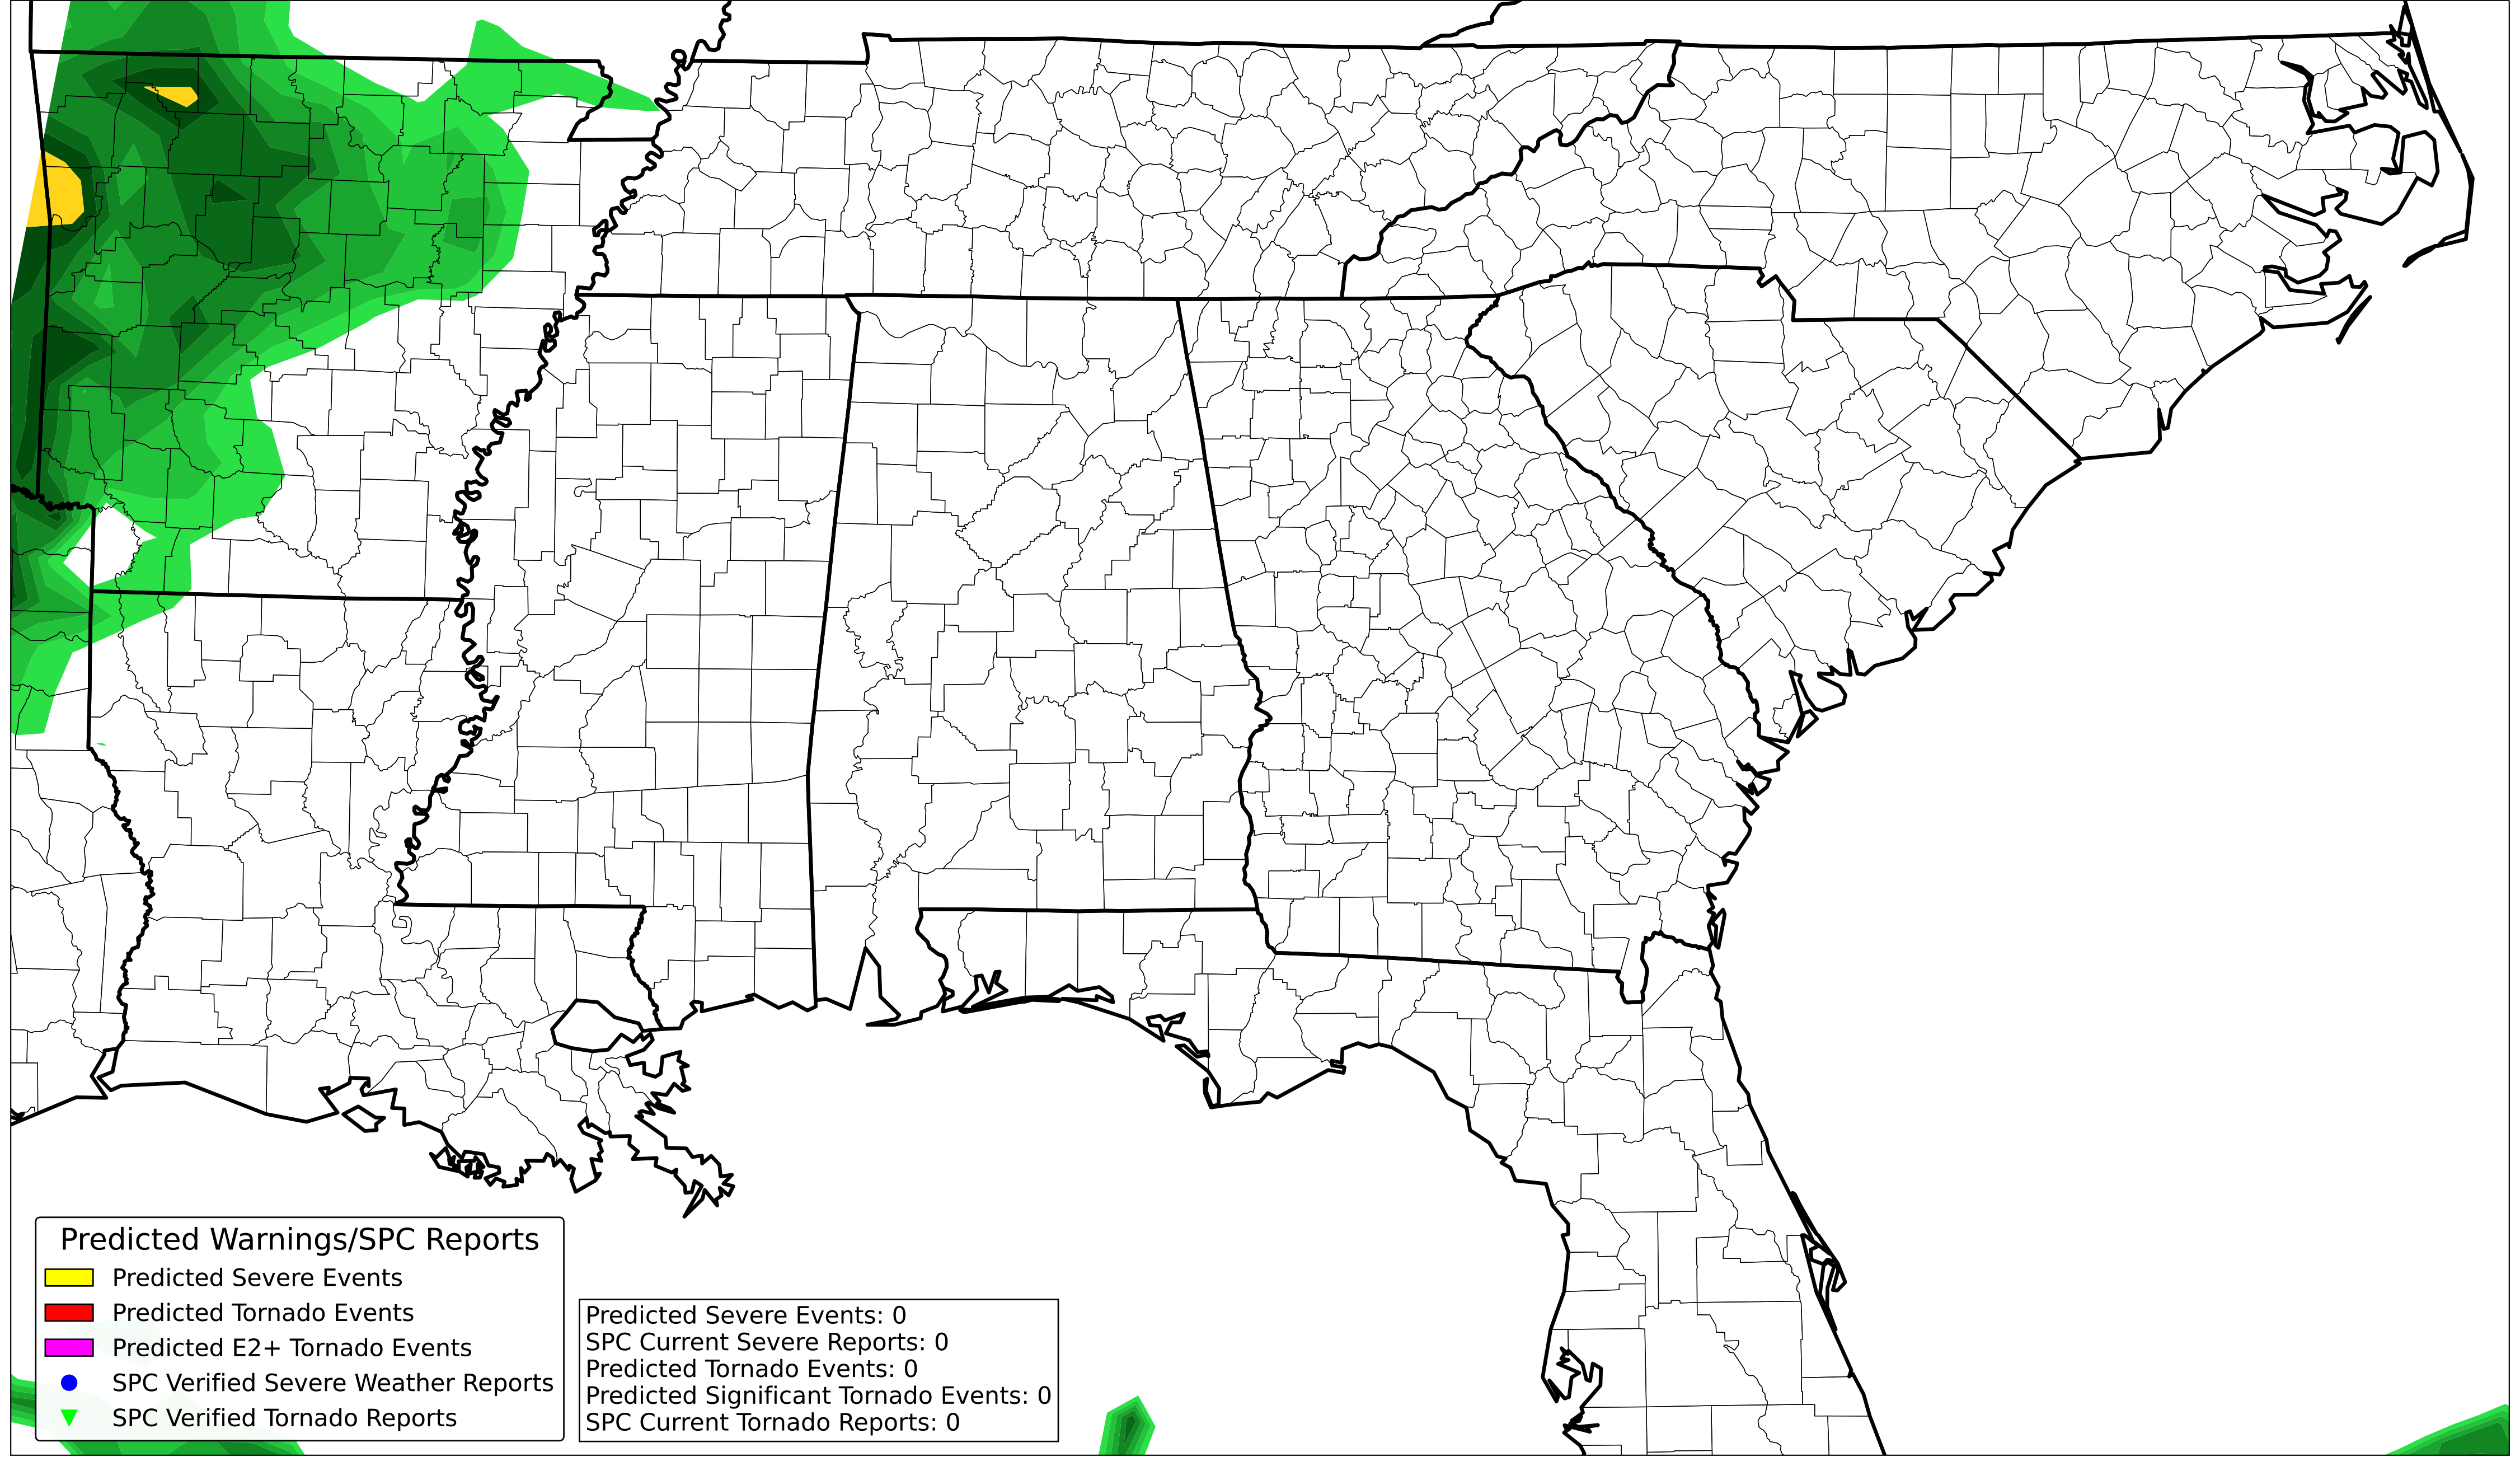 Predicted Warnings/SPC Reports
Predicted Severe Events
Predicted Tornado Events
Predicted E2+ Tornado Events
SPC Verified Severe Weather Reports
SPC Verified Tornado Reports
Predicted Severe Events: 0
SPC Current Severe Reports: 0
Predicted Tornado Events: 0
Predicted Significant Tornado Events: 0
SPC Current Tornado Reports: 0